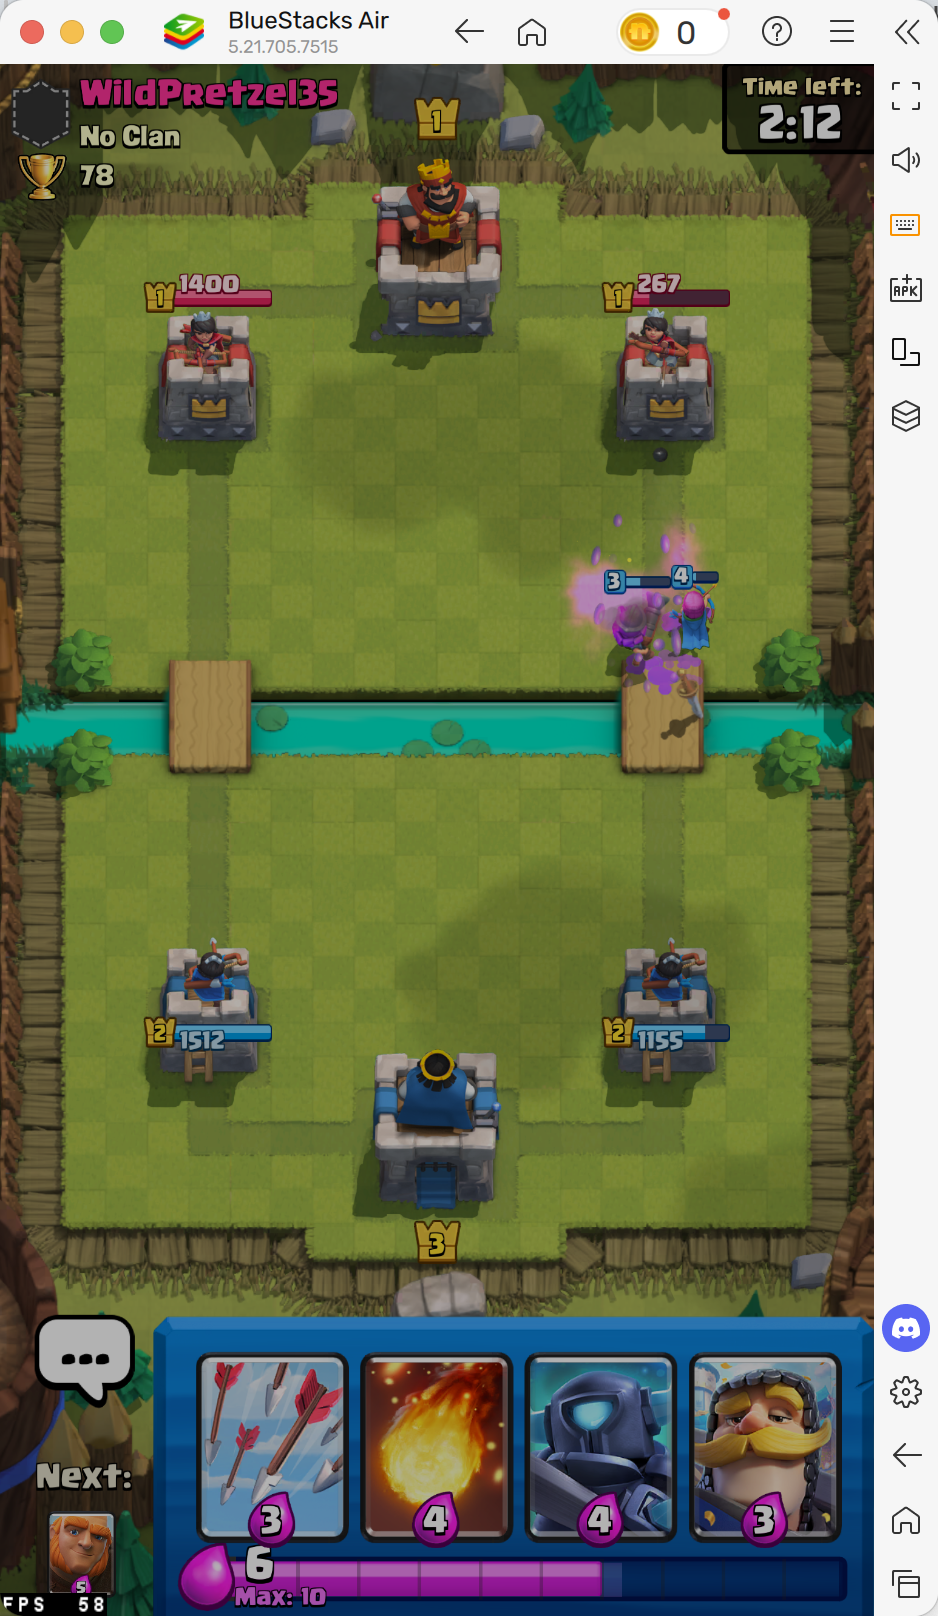 BlueStacks Air
5.21.705.7515
0
WildPretzel35
No Clan
78
1
Time left:
2:12
1
1400
1
267
3
4
2
1512
2
1155
3
APK
3
4
4
3
Next:
5
6
Max: 10
FPS 58